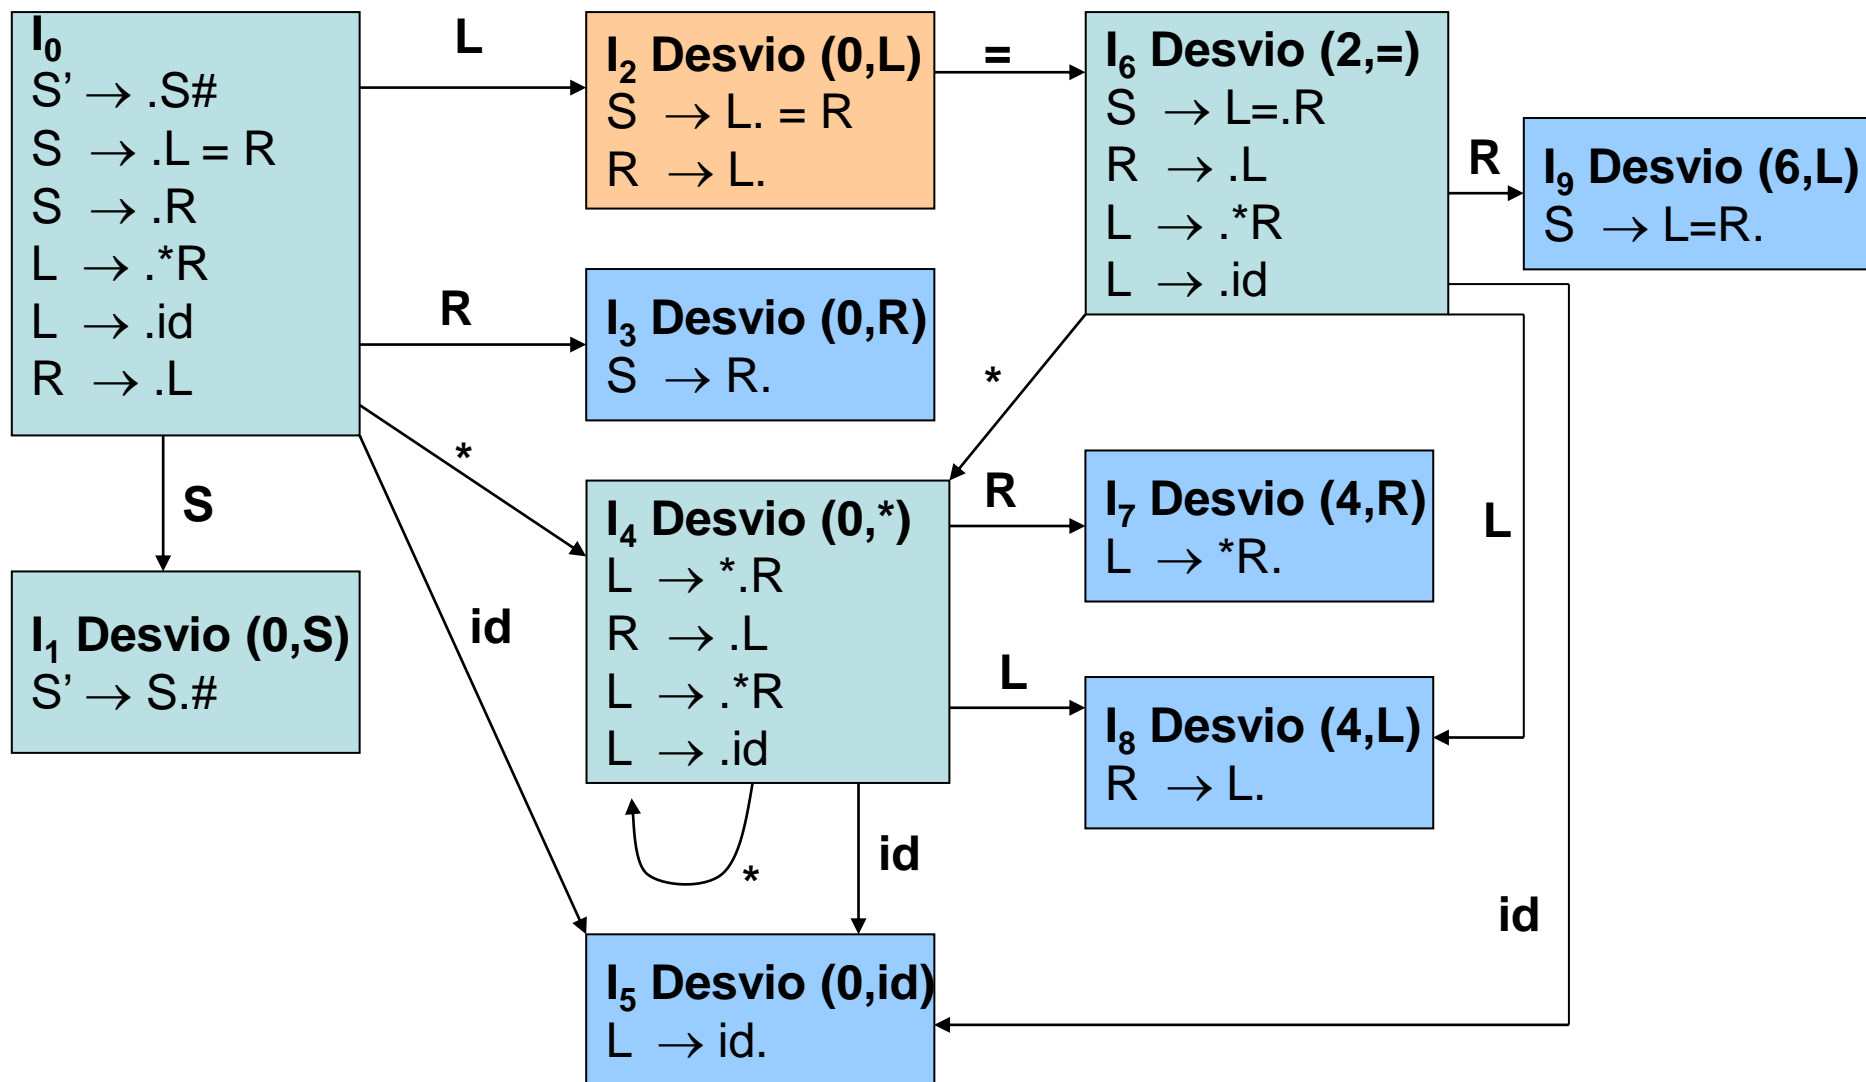 I₀
S’ → .S#
S → .L = R
S → .R
L → .*R
L → .id
R → .L
L
I₂ Desvio (0,L)
S → L. = R
R → L.
=
I₆ Desvio (2,=)
S → L=.R
R → .L
L → .*R
L → .id
R
I₉ Desvio (6,L)
S → L=R.
R
I₃ Desvio (0,R)
S → R.
*
*
S
I₁ Desvio (0,S)
S’ → S.#
id
I₄ Desvio (0,*)
L → *.R
R → .L
L → .*R
L → .id
R
I₇ Desvio (4,R)
L → *R.
L
L
I₈ Desvio (4,L)
R → L.
*
id
id
I₅ Desvio (0,id)
L → id.